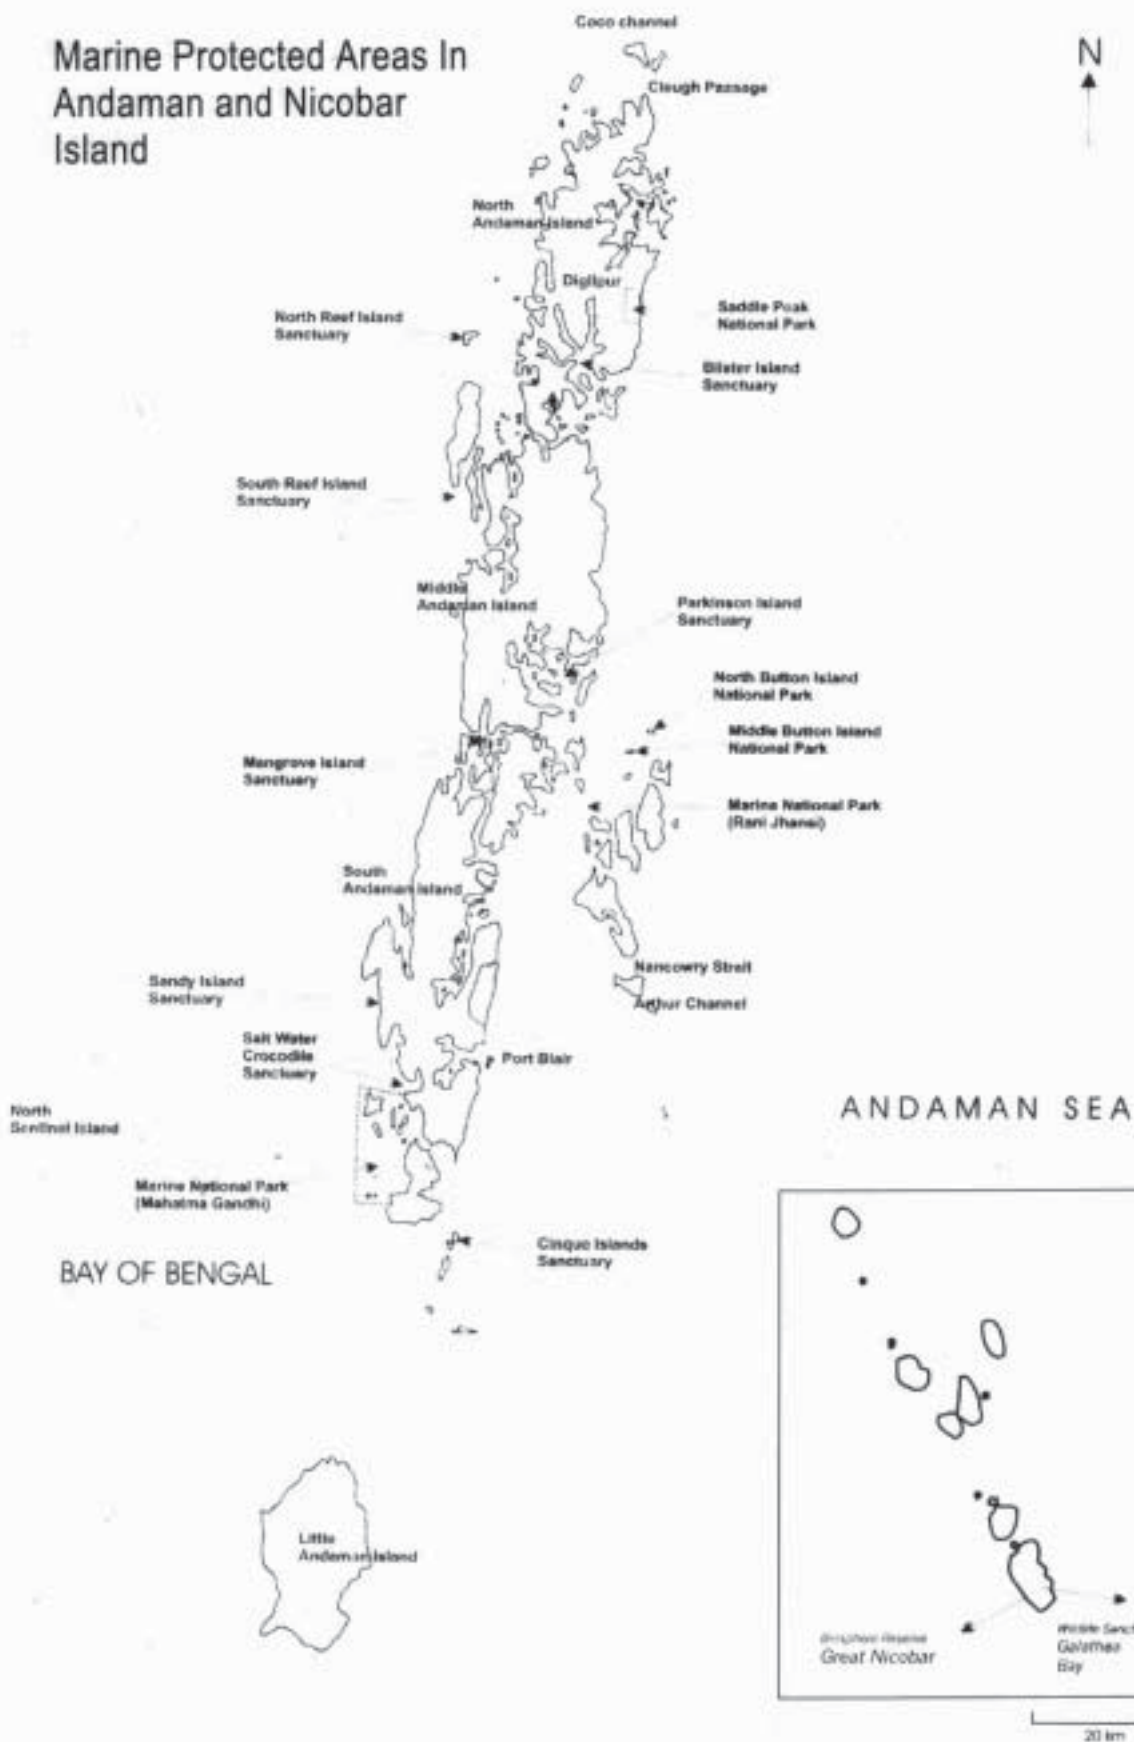 Coco channel
Marine Protected Areas In
Andaman and Nicobar
Island
N
Clough Passage
North
Andaman Island
Diglipur
North Reef Island
Sanctuary
Saddle Peak
National Park
Sanctuary
South Reef Island
Sanctuary
Middle
Andaman Island
Parkinson Island
Sanctuary
North Button Island
National Park
Middle Button Island
National Park
Mangrove Island
Sanctuary
Marine National Park
(Rani Jhansi)
South
Andaman Island
Nancowry Strait
Arthur Channel
Sandy Island
Sanctuary
Salt Water
Crocodile
Sanctuary
Port Blair
North
Sentinel Island
ANDAMAN SEA
Marine National Park
(Mahatma Gandhi)
Cinque Islands
Sanctuary
BAY OF BENGAL
Little
Andaman Island
Great Nicobar
Galathea
Bay
20 km